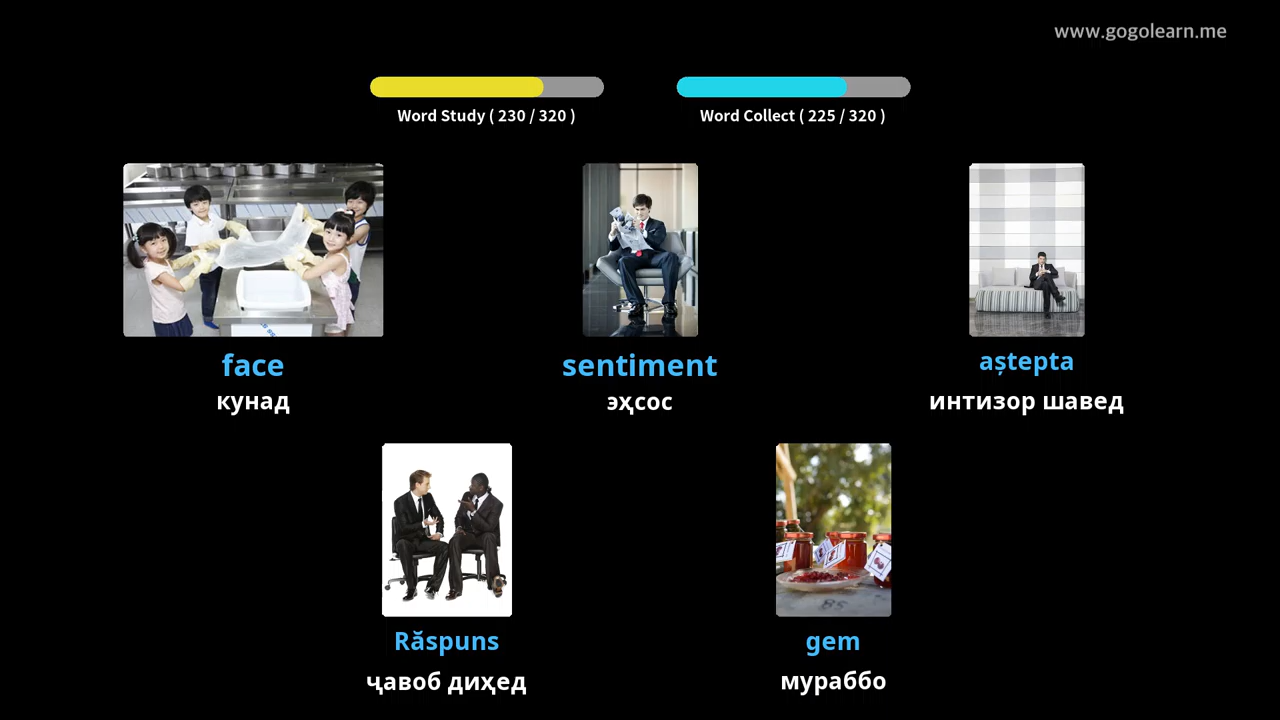 www.gogolearn.me
Word Study ( 230 / 320 )
Word Collect ( 225 / 320 )
face
кунад
sentiment
эҳсос
aștepta
интизор шавед
Răspuns
ҷавоб диҳед
gem
мураббо